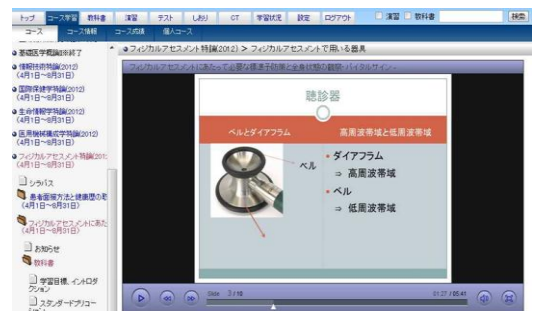 トップ コース学習 教科書 演習 テスト しおり CT 学習状況 設定 ログアウト 演習 教科書 検索
コース コース情報 コース成績 個人コース
フィジカルアセスメント特論(2012) > フィジカルアセスメントで用いる器具
基礎医学概論※終了
情報技術特論(2012)
(4月1日～8月31日)
国際保健学特論(2012)
(4月1日～8月31日)
生命情報学特論(2012)
(4月1日～8月31日)
医用機械構成学特論(2012)
(4月1日～8月31日)
フィジカルアセスメント特論(201
シラバス
患者面接方法と健康歴の聴
(4月1日～8月31日)
フィジカルアセスメントにあた
(4月1日～8月31日)
お知らせ
教科書
学習目標、イントロダ
クション
スタンダードプリコー
フィジカルアセスメントにあたって必要な標準予防策と全身状態の観察・バイタルサイン
聴診器
ベルとダイアフラム
高周波帯域と低周波帯域
ベル
ダイアフラム
⇒ 高周波帯域
ベル
⇒ 低周波帯域
Slide 3/10
01:27 / 05:41